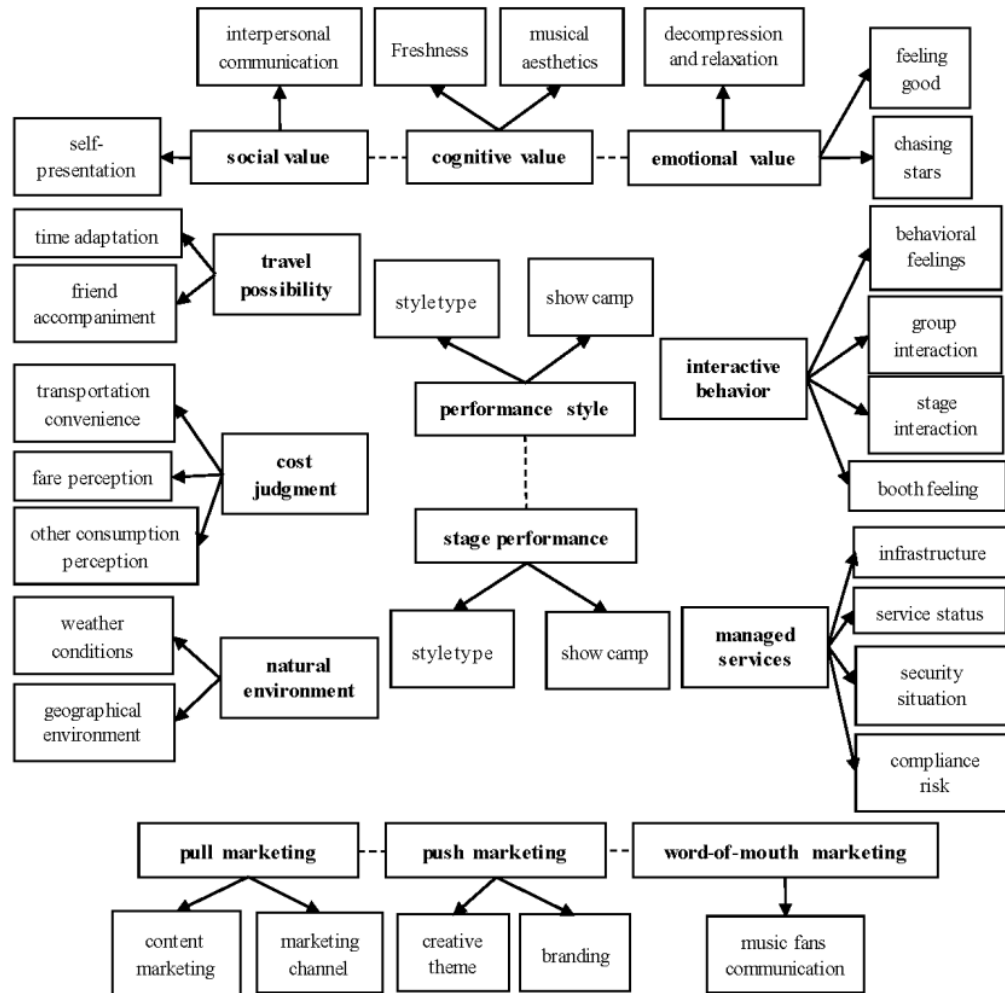 interpersonal
communication
Freshness
musical
aesthetics
decompression
and relaxation
feeling
good
self-
presentation
social value
cognitive value
emotional value
chasing
stars
time adaptation
friend
accompaniment
travel
possibility
styletype
show camp
behavioral
feelings
group
interaction
stage
interaction
booth feeling
interactive
behavior
transportation
convenience
fare perception
other consumption
perception
cost
judgment
performance style
stage performance
styletype
show camp
infrastructure
service status
security
situation
compliance
risk
managed
services
weather
conditions
geographical
environment
natural
environment
pull marketing
push marketing
word-of-mouth marketing
content
marketing
marketing
channel
creative
theme
branding
music fans
communication